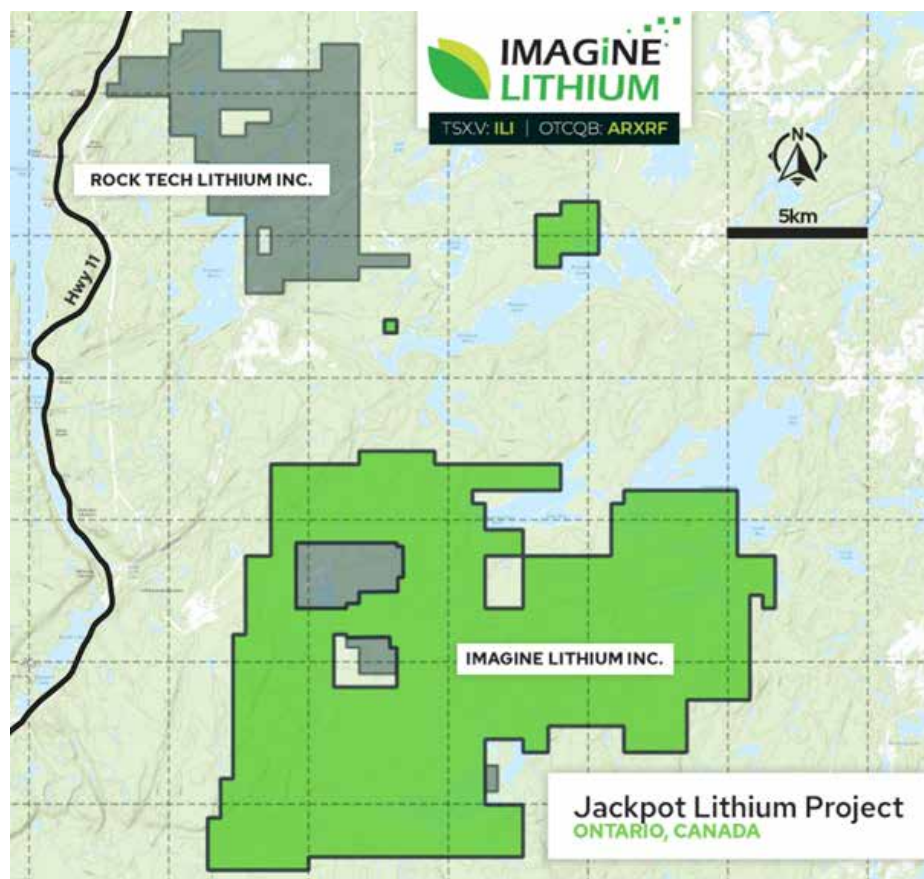 IMAGiNE
LITHIUM
TSX.V: ILI | OTCQB: ARXRF
N
ROCK TECH LITHIUM INC.
5km
Hwy 11
IMAGINE LITHIUM INC.
Jackpot Lithium Project
ONTARIO, CANADA